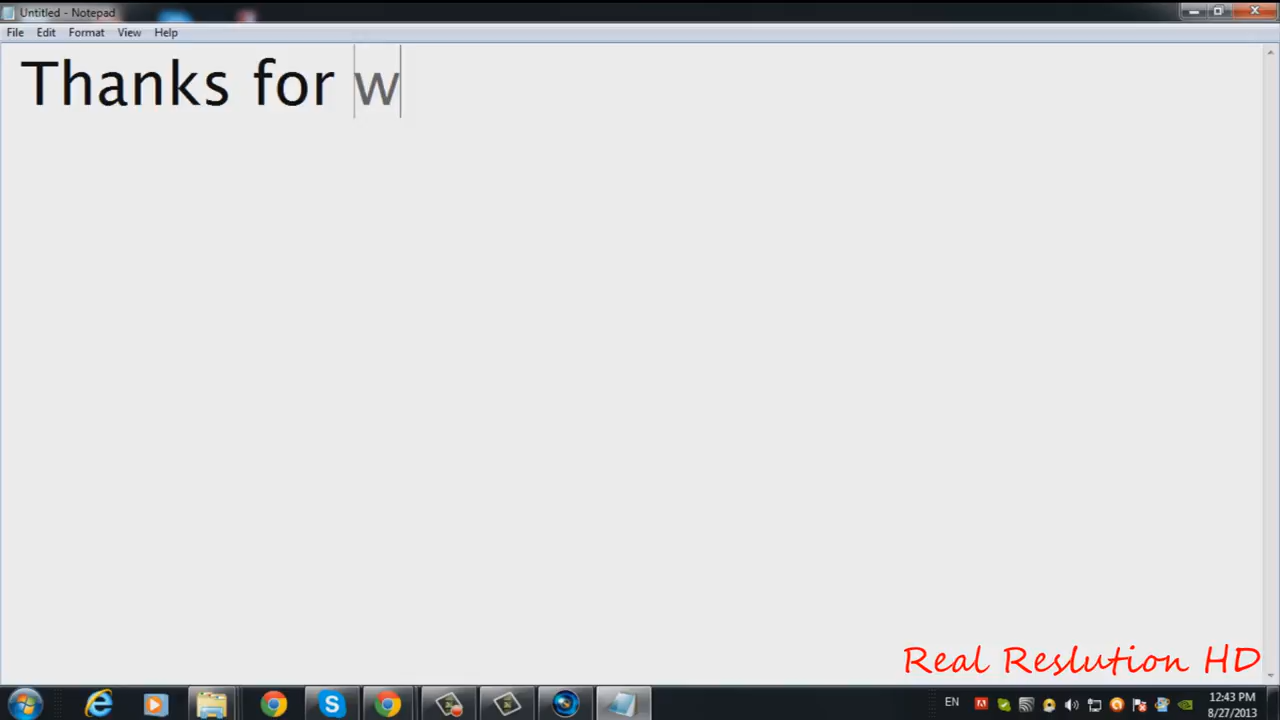 Untitled - Notepad
File Edit Format View Help
Thanks for w
Real Reslution HD
EN
12:43 PM
8/27/2013